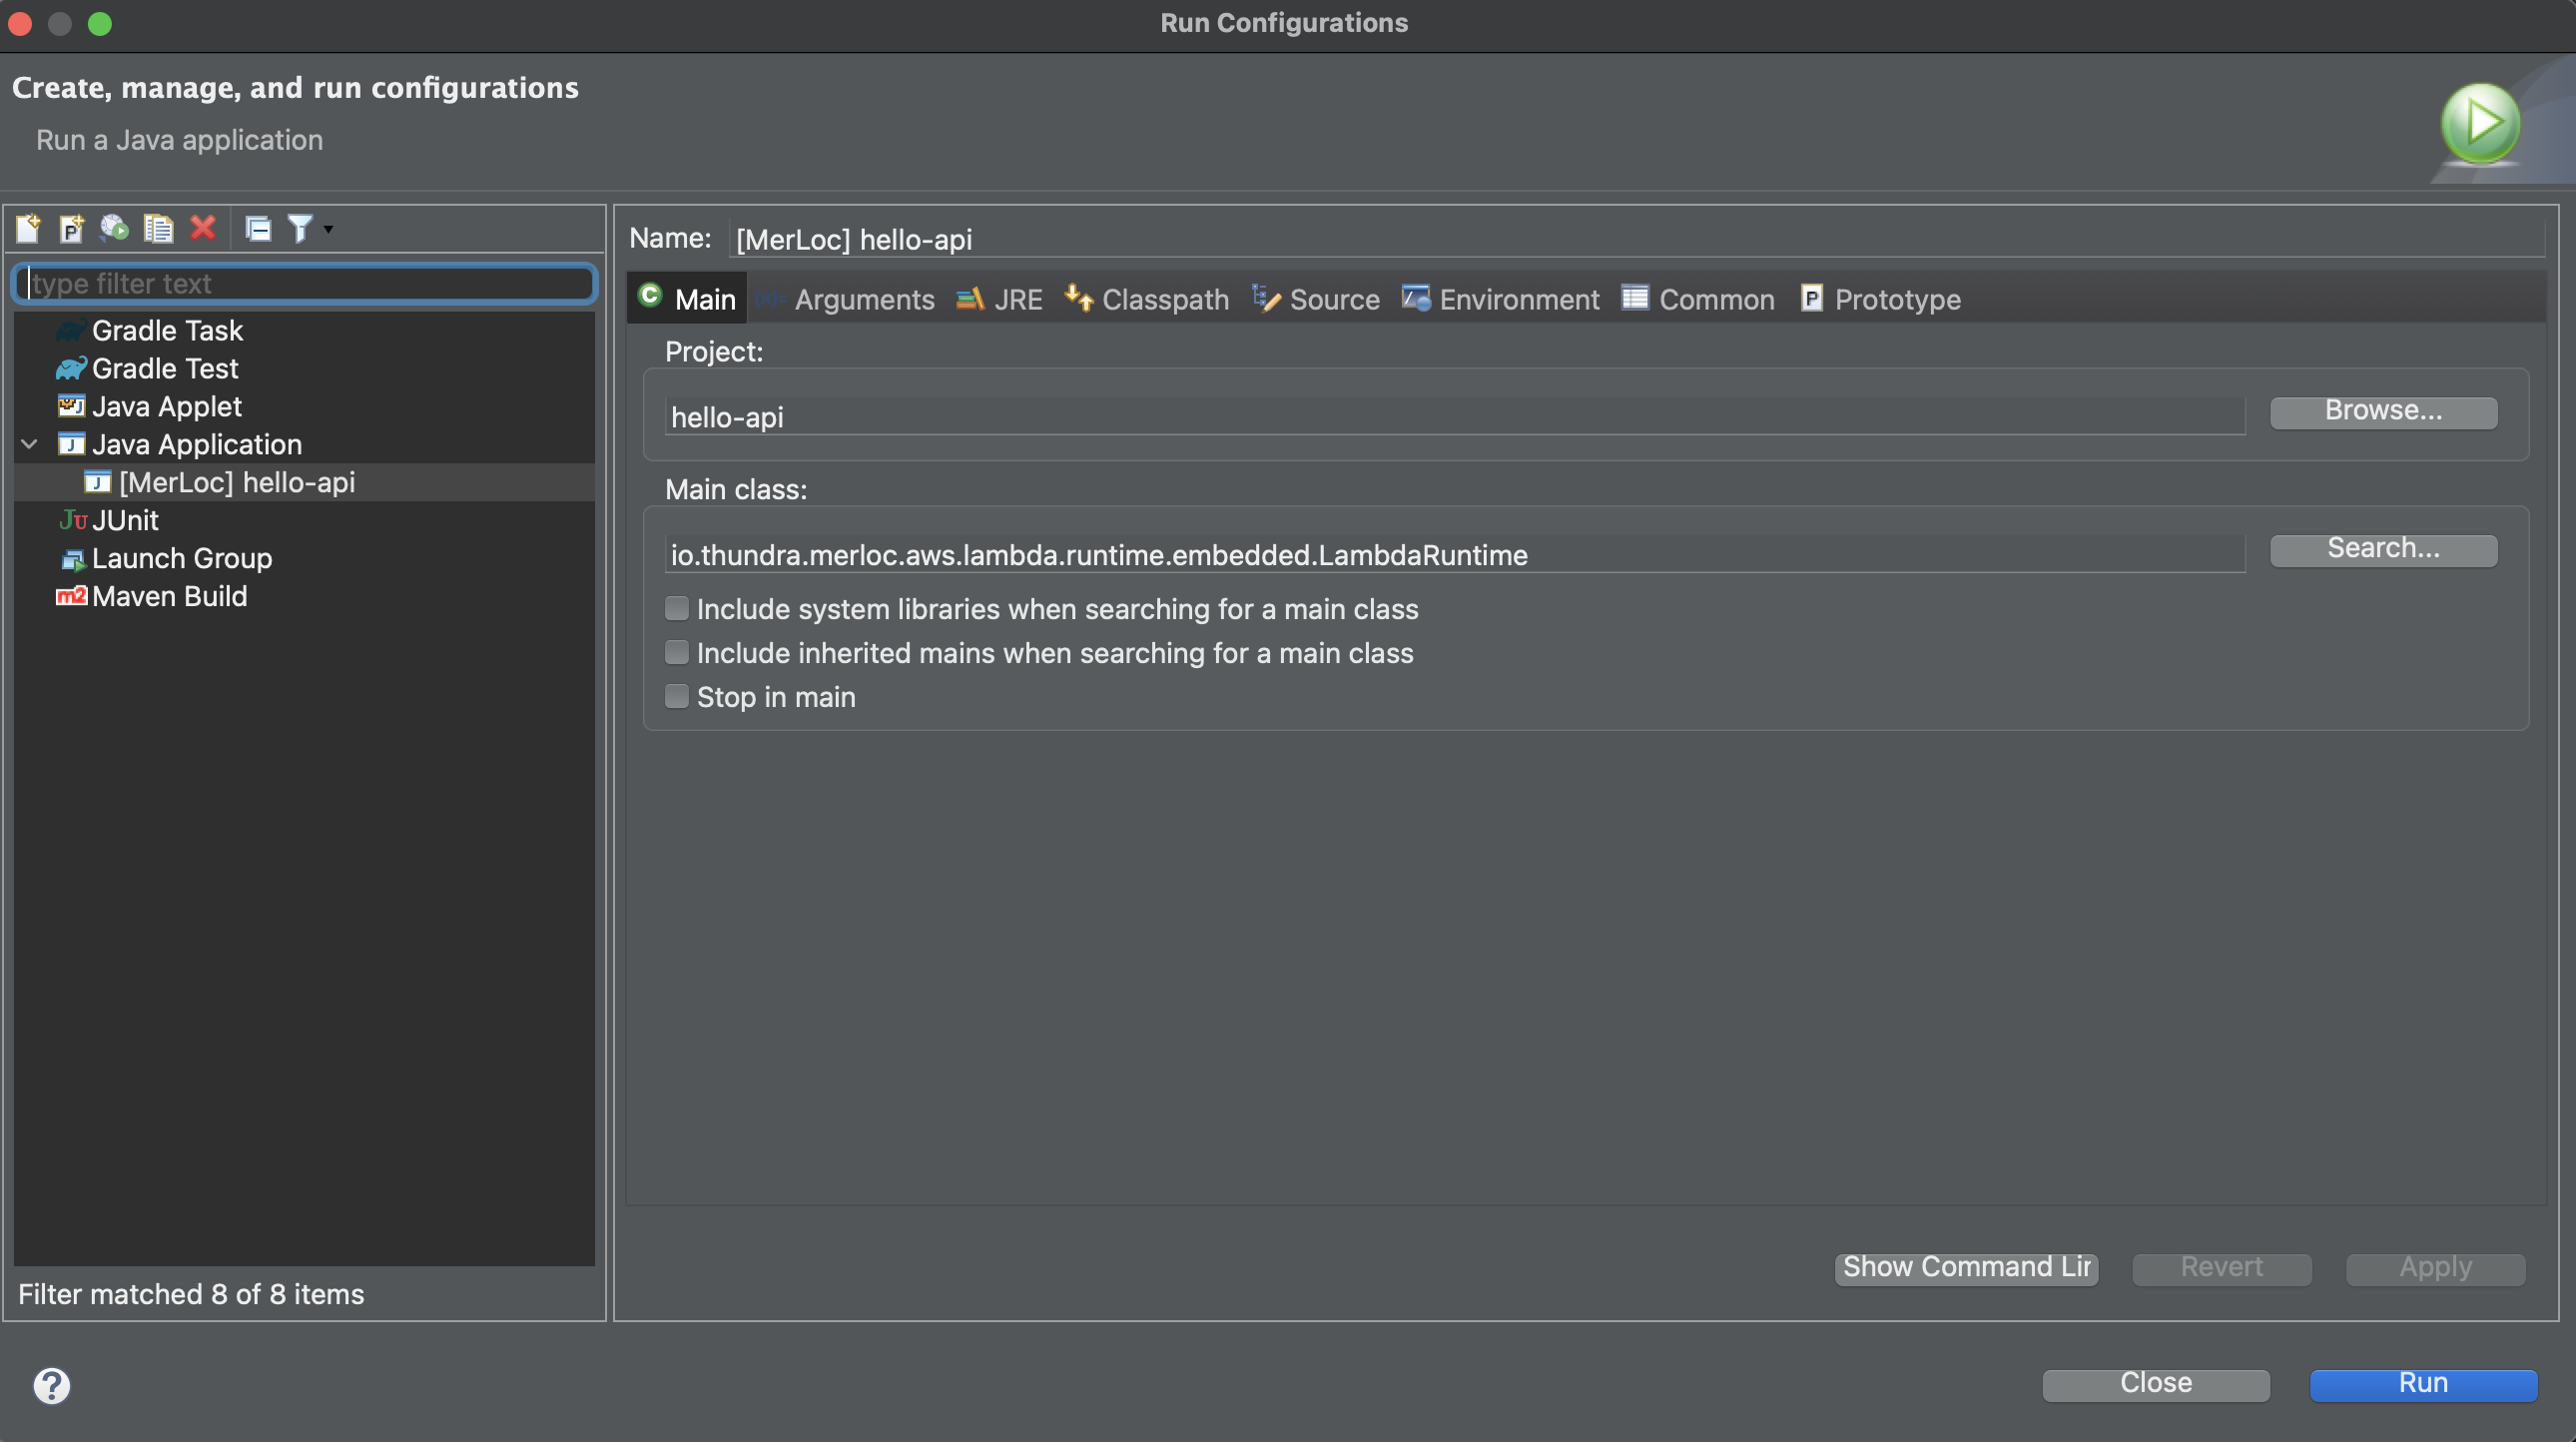 Run Configurations
Create, manage, and run configurations
Run a Java application
type filter text
Gradle Task
Gradle Test
Java Applet
Java Application
[MerLoc] hello-api
JUnit
Launch Group
Maven Build
Filter matched 8 of 8 items
Name: [MerLoc] hello-api
Main Arguments JRE Classpath Source Environment Common Prototype
Project:
hello-api Browse...
Main class:
io.thundra.merloc.aws.lambda.runtime.embedded.LambdaRuntime Search...
Include system libraries when searching for a main class
Include inherited mains when searching for a main class
Stop in main
Show Command Lir Revert Apply
Close Run